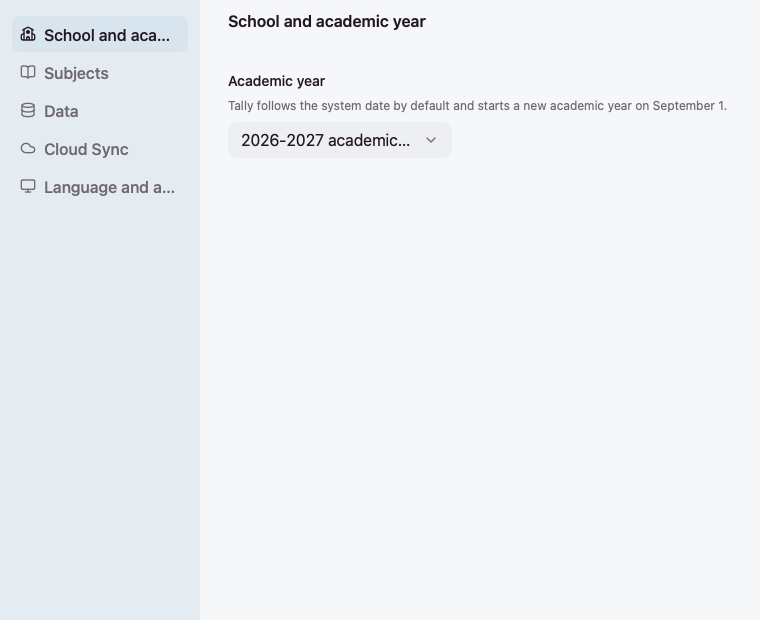 School and aca...
Subjects
Data
Cloud Sync
Language and a...
School and academic year
Academic year
Tally follows the system date by default and starts a new academic year on September 1.
2026-2027 academic...